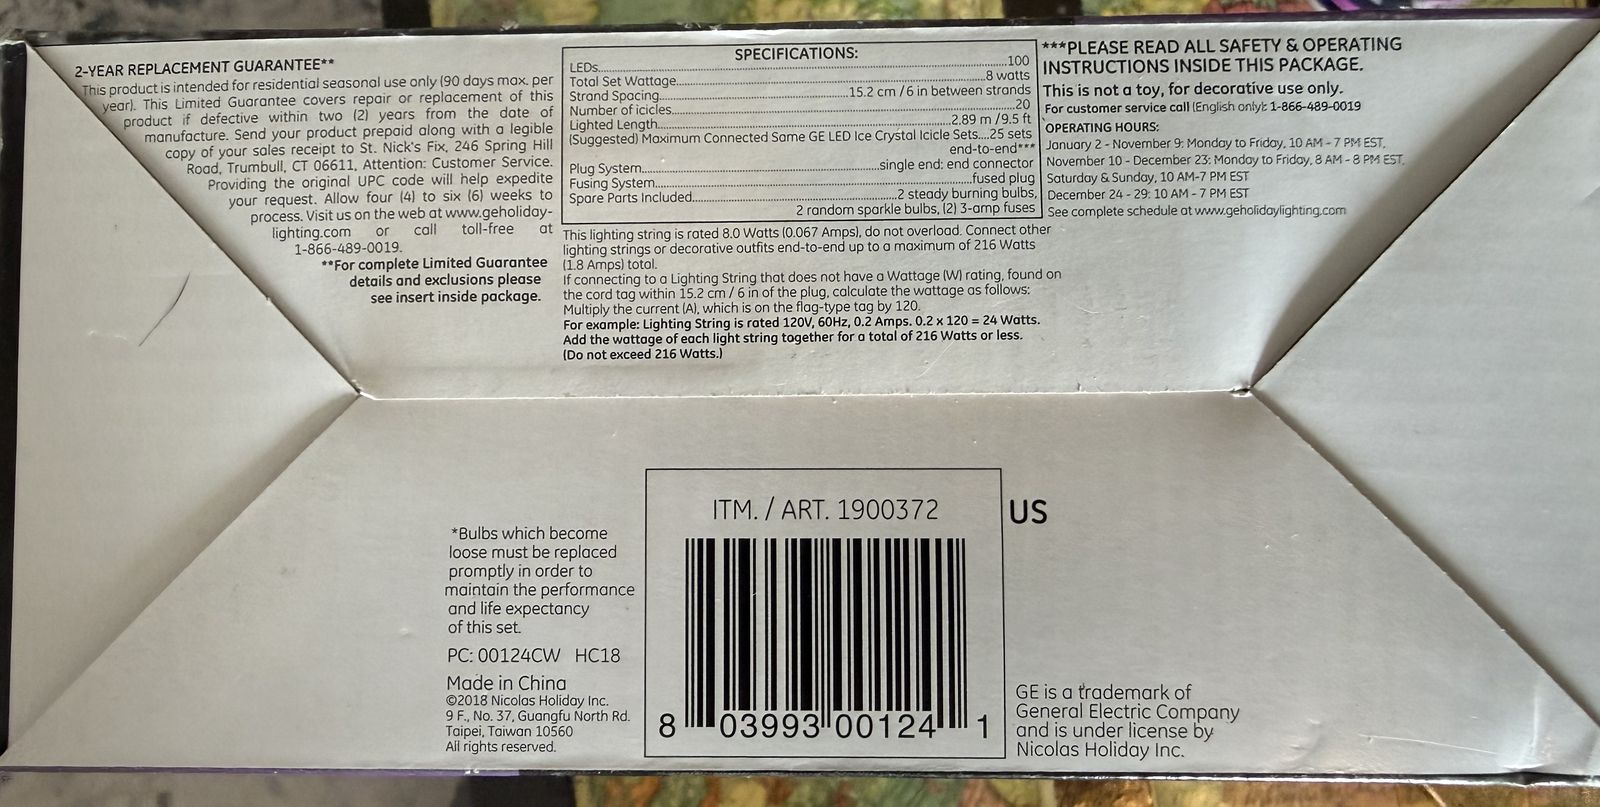 2-YEAR REPLACEMENT GUARANTEE**
This product is intended for residential seasonal use only (90 days max. per
year). This Limited Guarantee covers repair or replacement of this
product if defective within two (2) years from the date of
manufacture. Send your product prepaid along with a legible
copy of your sales receipt to St. Nick's Fix, 246 Spring Hill
Road, Trumbull, CT 06611, Attention: Customer Service.
Providing the original UPC code will help expedite
your request. Allow four (4) to six (6) weeks to
process. Visit us on the web at www.geholiday-
lighting.com or call toll-free at
1-866-489-0019.
**For complete Limited Guarantee
details and exclusions please
see insert inside package.
SPECIFICATIONS:
LEDs...100
Total Set Wattage...8 watts
Strand Spacing...15.2 cm / 6 in between strands
Number of icicles...20
Lighted Length...2.89 m / 9.5 ft
(Suggested) Maximum Connected Same GE LED Ice Crystal Icicle Sets....25 sets
end-to-end***
Plug System...single end: end connector
Fusing System...fused plug
Spare Parts Included...2 steady burning bulbs,
2 random sparkle bulbs, (2) 3-amp fuses
This lighting string is rated 8.0 Watts (0.067 Amps), do not overload. Connect other
lighting strings or decorative outfits end-to-end up to a maximum of 216 Watts
(1.8 Amps) total.
If connecting to a Lighting String that does not have a Wattage (W) rating, found on
the cord tag within 15.2 cm / 6 in of the plug, calculate the wattage as follows:
Multiply the current (A), which is on the flag-type tag by 120.
For example: Lighting String is rated 120V, 60Hz, 0.2 Amps. 0.2 x 120 = 24 Watts.
Add the wattage of each light string together for a total of 216 Watts or less.
(Do not exceed 216 Watts.)
***PLEASE READ ALL SAFETY & OPERATING
INSTRUCTIONS INSIDE THIS PACKAGE.
This is not a toy, for decorative use only.
For customer service call (English only): 1-866-489-0019
OPERATING HOURS:
January 2 - November 9: Monday to Friday, 10 AM - 7 PM EST,
November 10 - December 23: Monday to Friday, 8 AM - 8 PM EST,
Saturday & Sunday, 10 AM-7 PM EST
December 24 - 29: 10 AM-7 PM EST
See complete schedule at www.geholidaylighting.com
*Bulbs which become
loose must be replaced
promptly in order to
maintain the performance
and life expectancy
of this set.
PC: 00124CW HC18
Made in China
©2018 Nicolas Holiday Inc.
9 F., No. 37, Guangfu North Rd.
Taipei, Taiwan 10560
All rights reserved.
ITM. / ART. 1900372
8 03993 00124 1
US
GE is a trademark of
General Electric Company
and is under license by
Nicolas Holiday Inc.